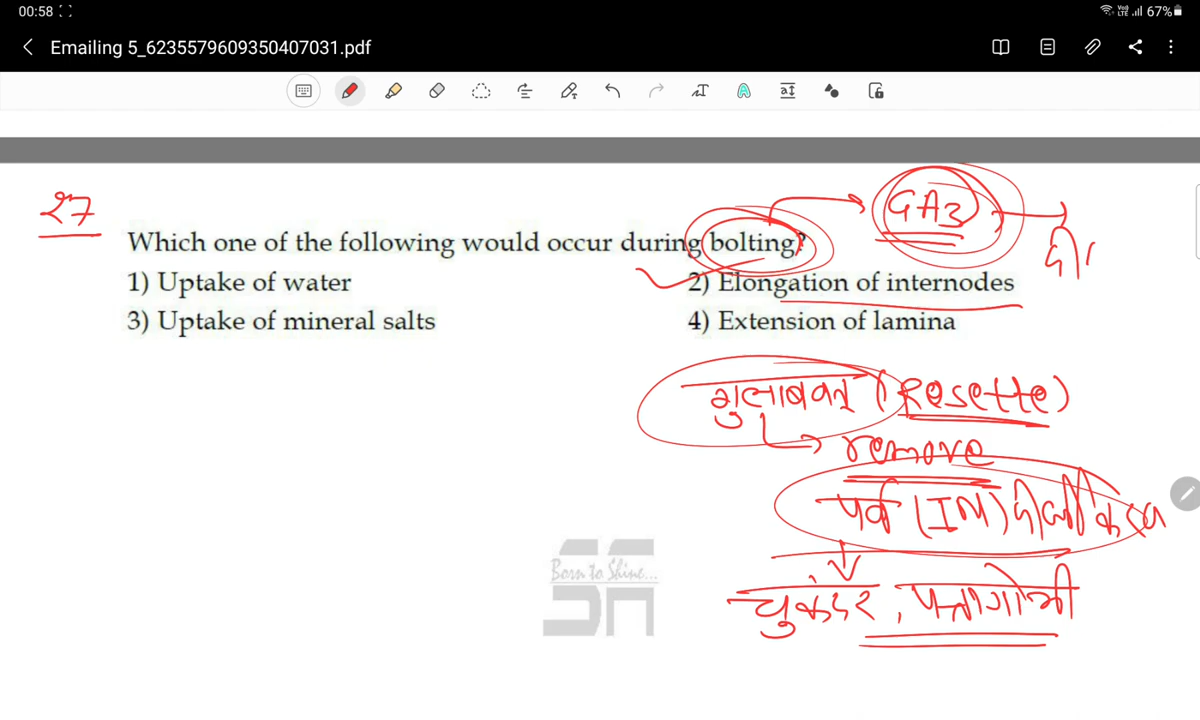 00:58
67%
Emailing 5_6235579609350407031.pdf
27
GA3
Which one of the following would occur during bolting?
1) Uptake of water
2) Elongation of internodes
3) Uptake of mineral salts
4) Extension of lamina
गुलाबवत् (Rosette)
remove
पर्व (IN)
चुकंदर, पत्तागोभी
Born to Shine...